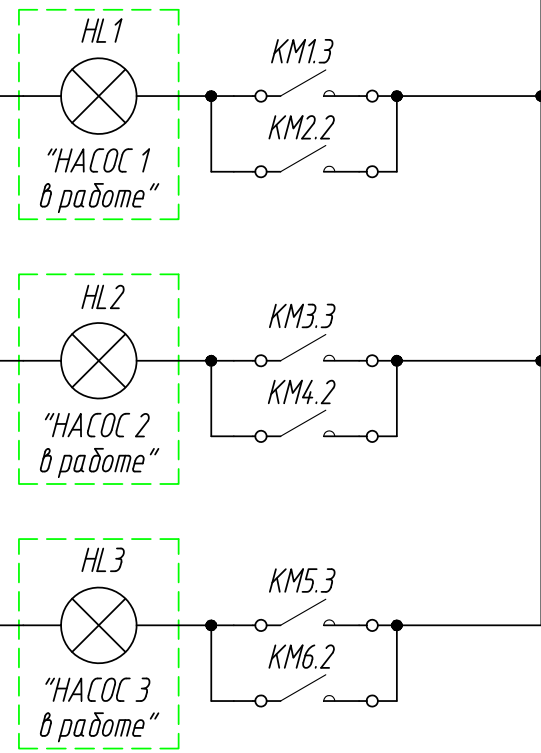 HL1
KM1.3
KM2.2
"НАСОС 1
в работе"
HL2
KM3.3
KM4.2
"НАСОС 2
в работе"
HL3
KM5.3
KM6.2
"НАСОС 3
в работе"